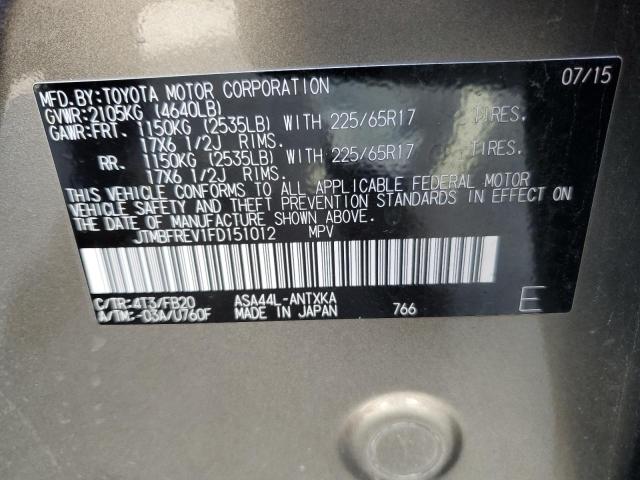 MFD.BY:TOYOTA MOTOR CORPORATION 07/15
GVWR:2105KG (4640LB)
GAWR:FRT. 1150KG (2535LB) WITH 225/65R17 TIRES.
17X6 1/2J RIMS.
RR. 1150KG (2535LB) WITH 225/65R17 TIRES.
17X6 1/2J RIMS.
THIS VEHICLE CONFORMS TO ALL APPLICABLE FEDERAL MOTOR
VEHICLE SAFETY AND THEFT PREVENTION STANDARDS IN EFFECT ON
THE DATE OF MANUFACTURE SHOWN ABOVE.
JTMBFREV1FD151012 MPV
C/TR:4T3/FB20 ASA44L-ANTXKA
A/TM:-03A/U760F MADE IN JAPAN 766 E